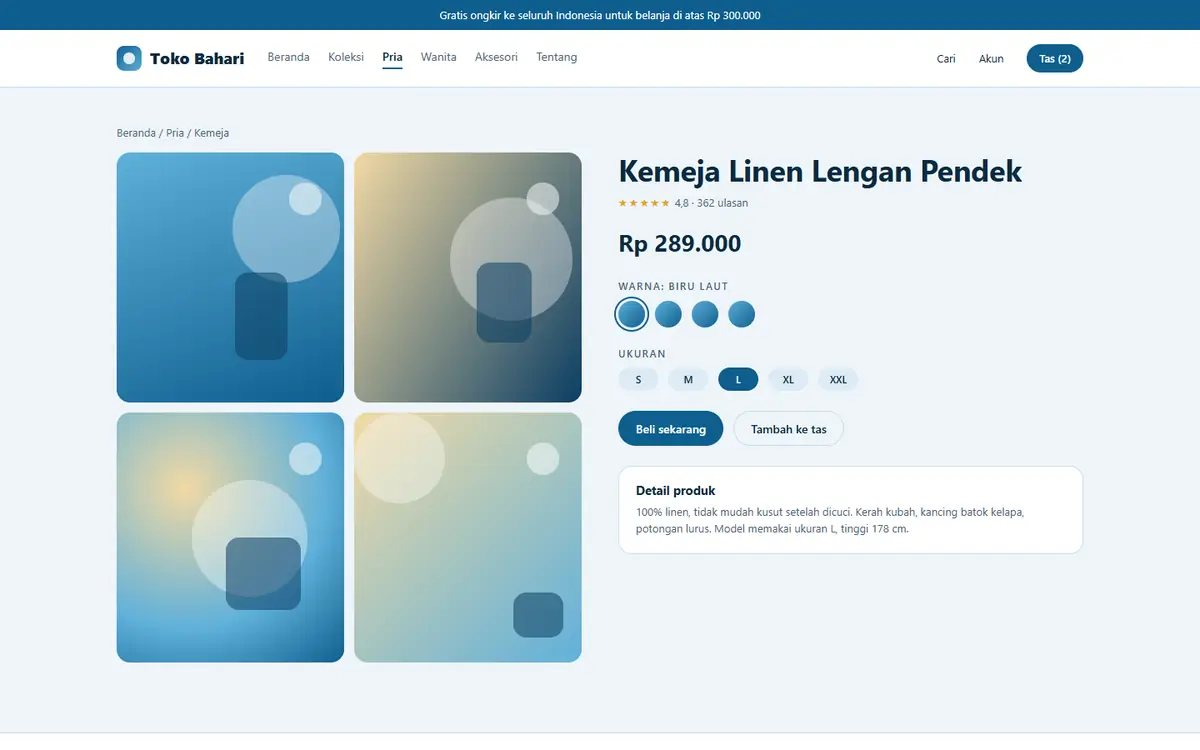 Gratis ongkir ke seluruh Indonesia untuk belanja di atas Rp 300.000
Toko Bahari Beranda Koleksi Pria Wanita Aksesori Tentang Cari Akun Tas (2)
Beranda / Pria / Kemeja
Kemeja Linen Lengan Pendek
★★★★★ 4,8 · 362 ulasan
Rp 289.000
WARNA: BIRU LAUT
UKURAN
S M L XL XXL
Beli sekarang Tambah ke tas
Detail produk
100% linen, tidak mudah kusut setelah dicuci. Kerah kubah, kancing batok kelapa,
potongan lurus. Model memakai ukuran L, tinggi 178 cm.